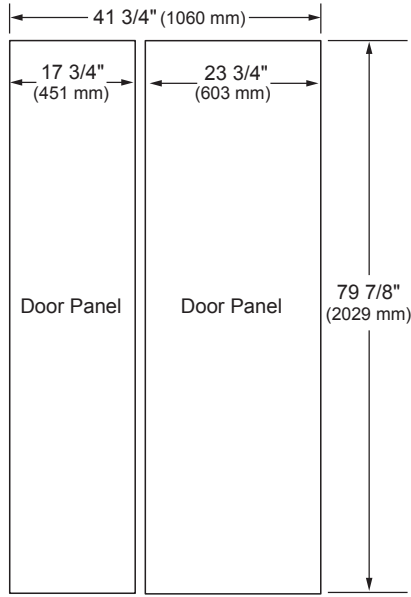 41 3/4" (1060 mm)
17 3/4"
(451 mm)
23 3/4"
(603 mm)
Door Panel
Door Panel
79 7/8"
(2029 mm)